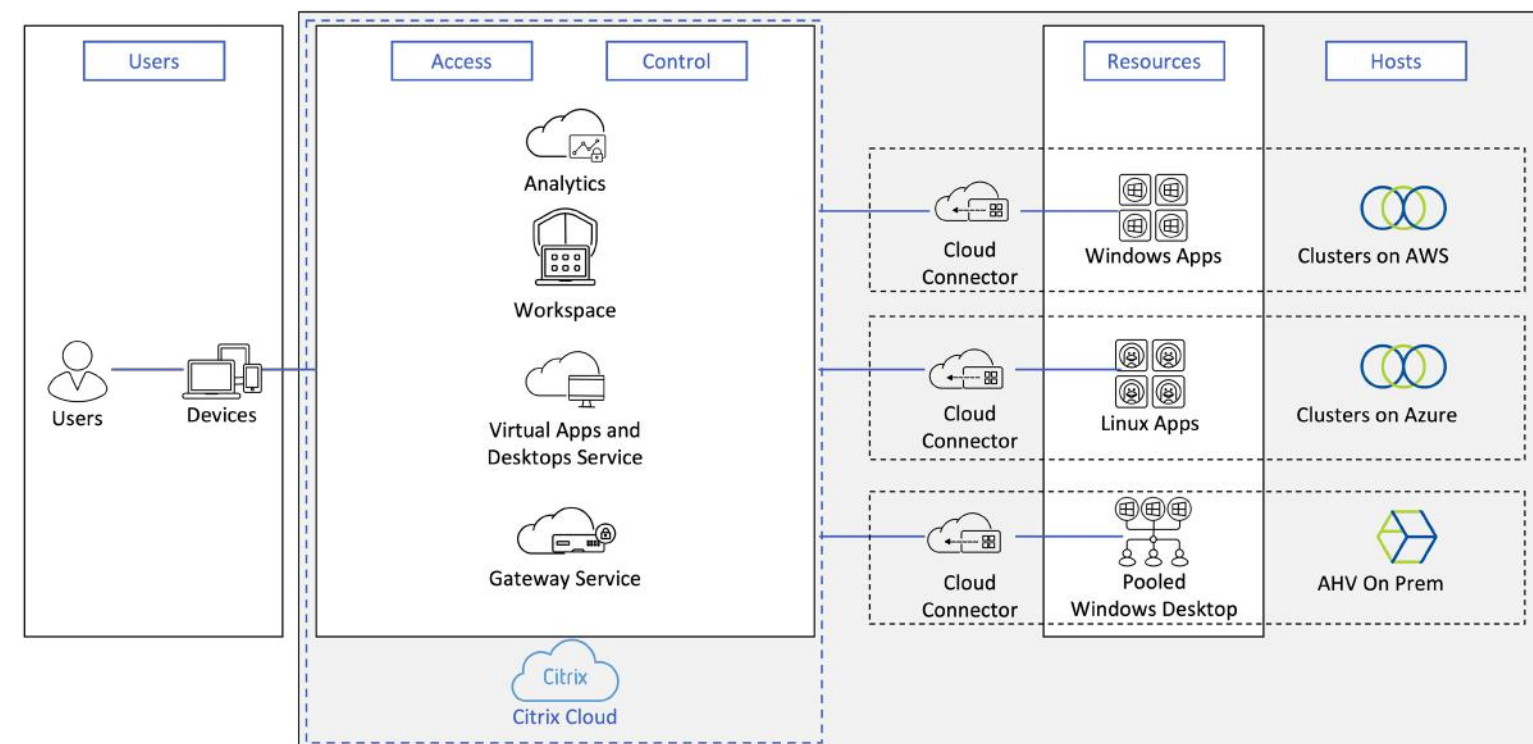 Users
Access
Control
Resources
Hosts
Analytics
Workspace
Virtual Apps and
Desktops Service
Gateway Service
Users
Devices
Cloud
Connector
Windows Apps
Clusters on AWS
Cloud
Connector
Linux Apps
Clusters on Azure
Cloud
Connector
Pooled
Windows Desktop
AHV On Prem
Citrix
Citrix Cloud